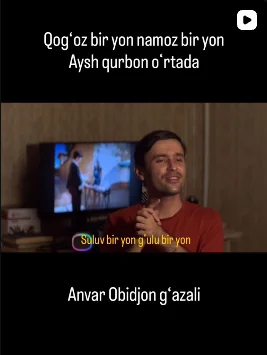 Qog‘oz bir yon namoz bir yon
Aysh qurbon o‘rtada
Suluv bir yon g‘ulu bir yon
Anvar Obidjon g‘azali